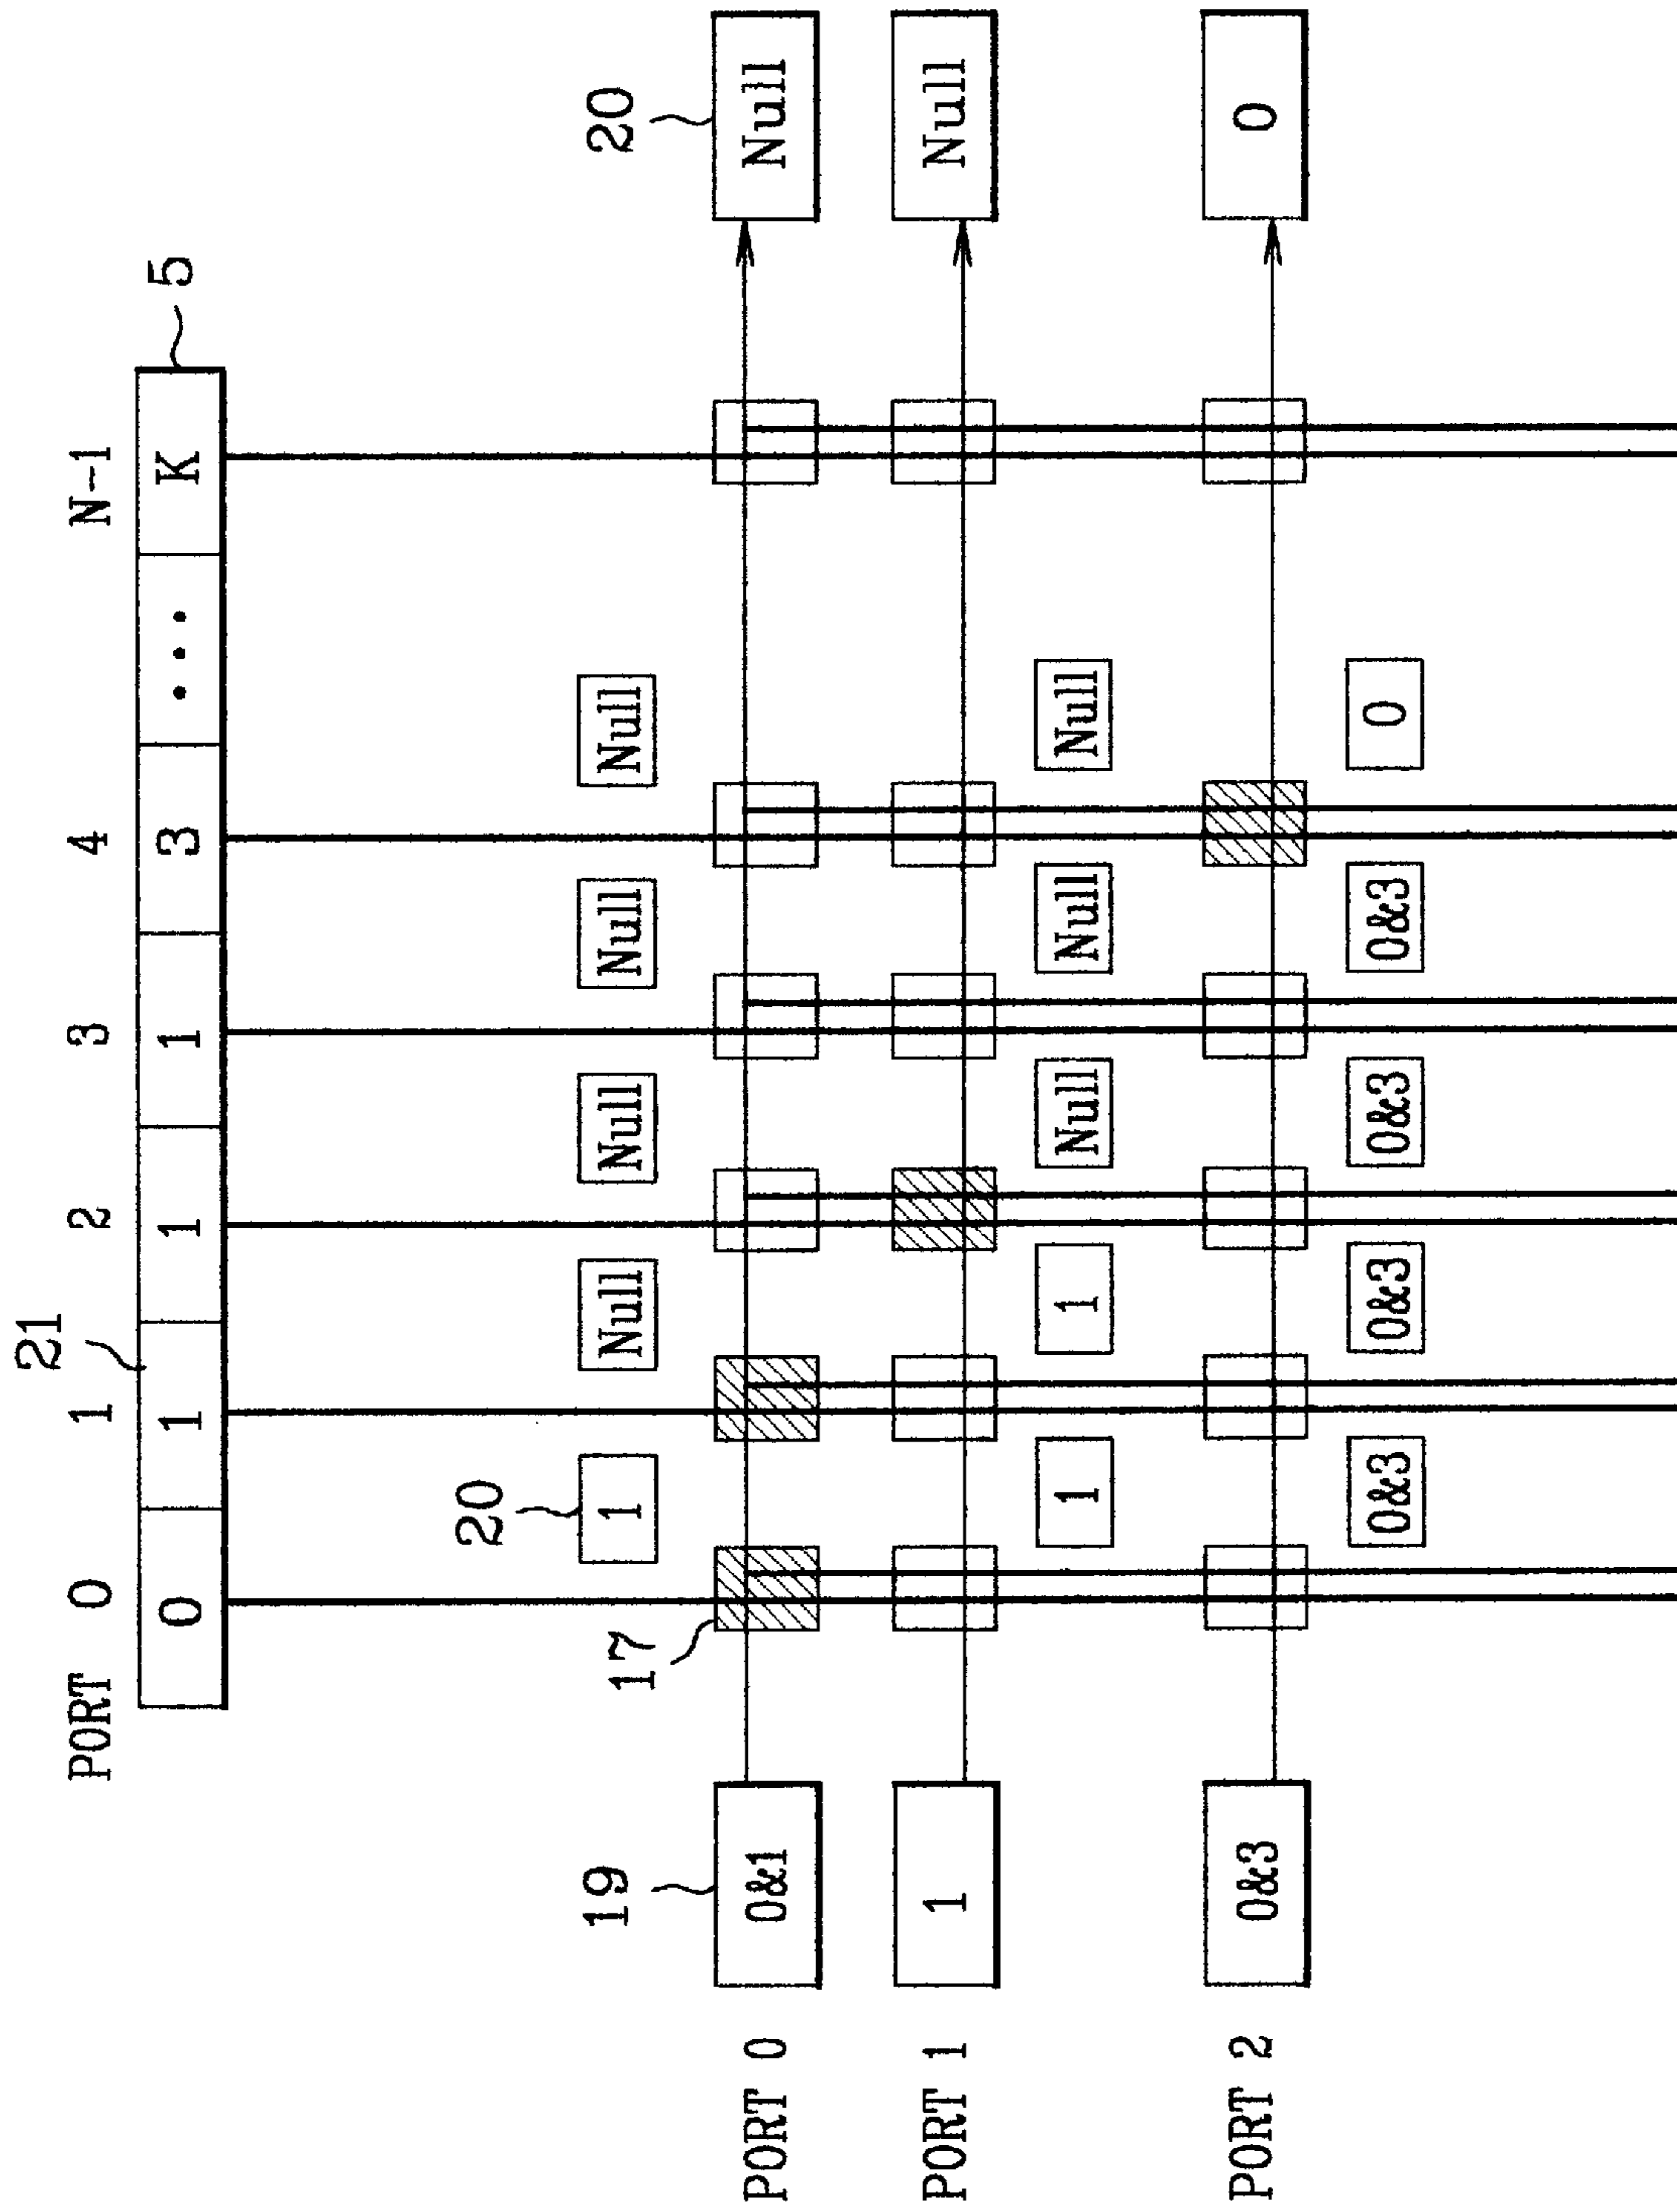 21
PORT 0 1 2 3 4 N-1
0 1 1 1 3 ... K 5
20
19 17 1 Null Null Null Null 20
PORT 0 0&1 Null
PORT 1 1 Null
1 1 Null Null Null
PORT 2 0&3 0
0&3 0&3 0&3 0&3 0